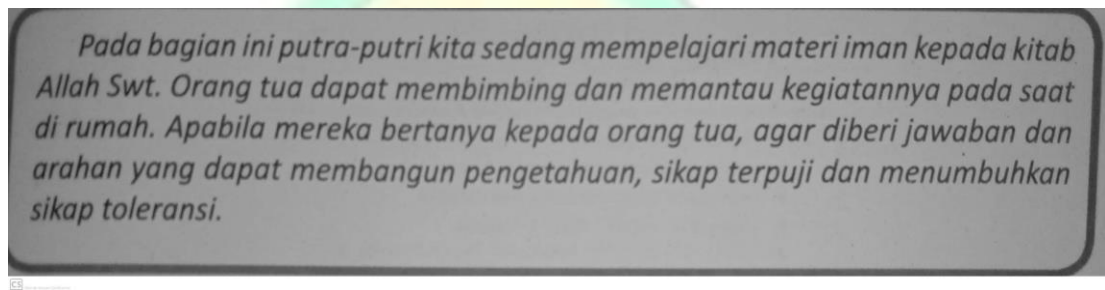 Pada bagian ini putra-putri kita sedang mempelajari materi iman kepada kitab
Allah Swt. Orang tua dapat membimbing dan memantau kegiatannya pada saat
di rumah. Apabila mereka bertanya kepada orang tua, agar diberi jawaban dan
arahan yang dapat membangun pengetahuan, sikap terpuji dan menumbuhkan
sikap toleransi.
CS